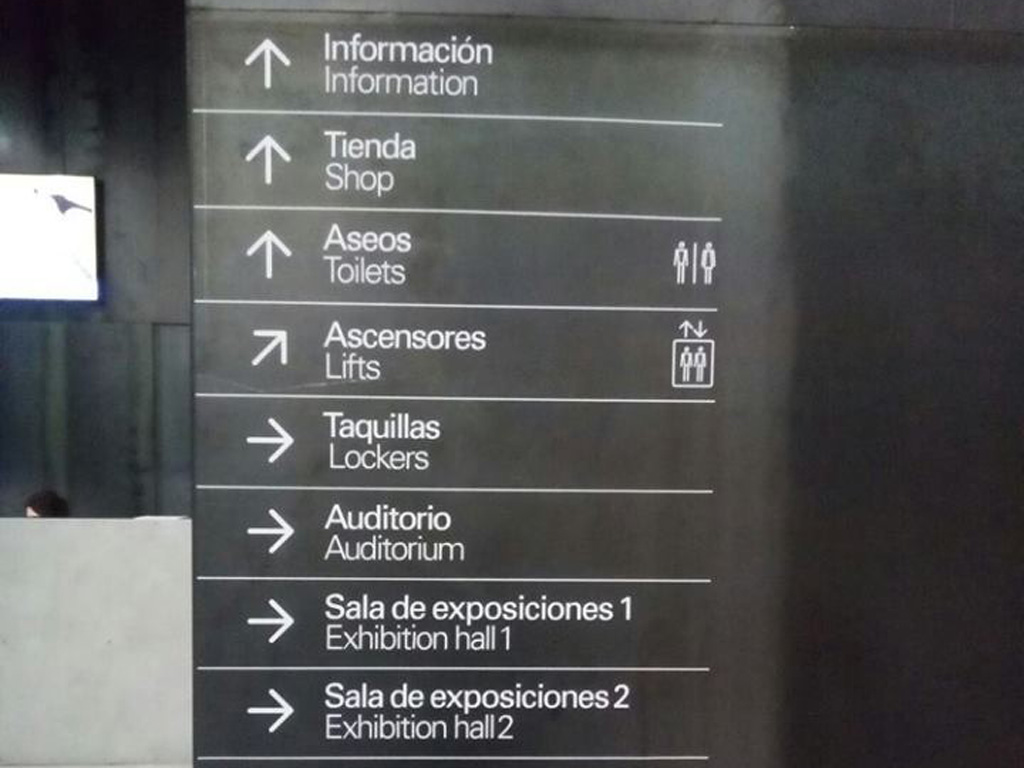 Información
Information
Tienda
Shop
Aseos
Toilets
Ascensores
Lifts
Taquillas
Lockers
Auditorio
Auditorium
Sala de exposiciones 1
Exhibition hall 1
Sala de exposiciones 2
Exhibition hall 2